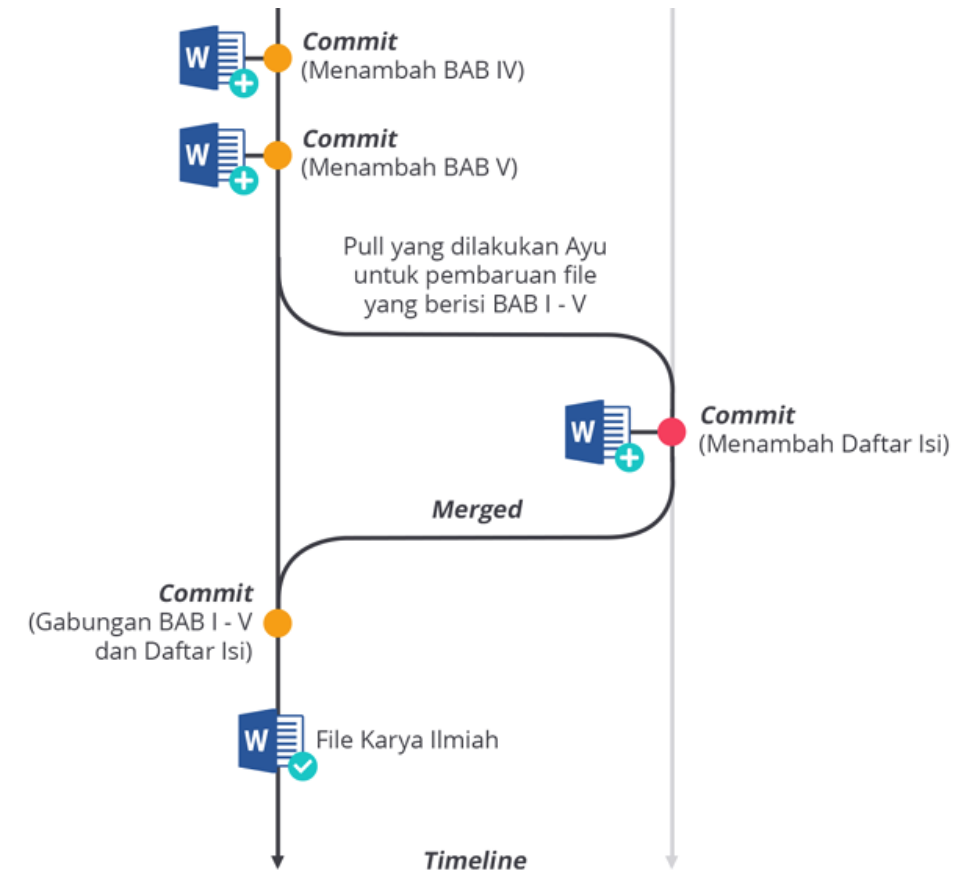 W
Commit
(Menambah BAB IV)
W
Commit
(Menambah BAB V)
Pull yang dilakukan Ayu
untuk pembaruan file
yang berisi BAB I - V
W
Commit
(Menambah Daftar Isi)
Merged
Commit
(Gabungan BAB I - V
dan Daftar Isi)
W
File Karya Ilmiah
Timeline